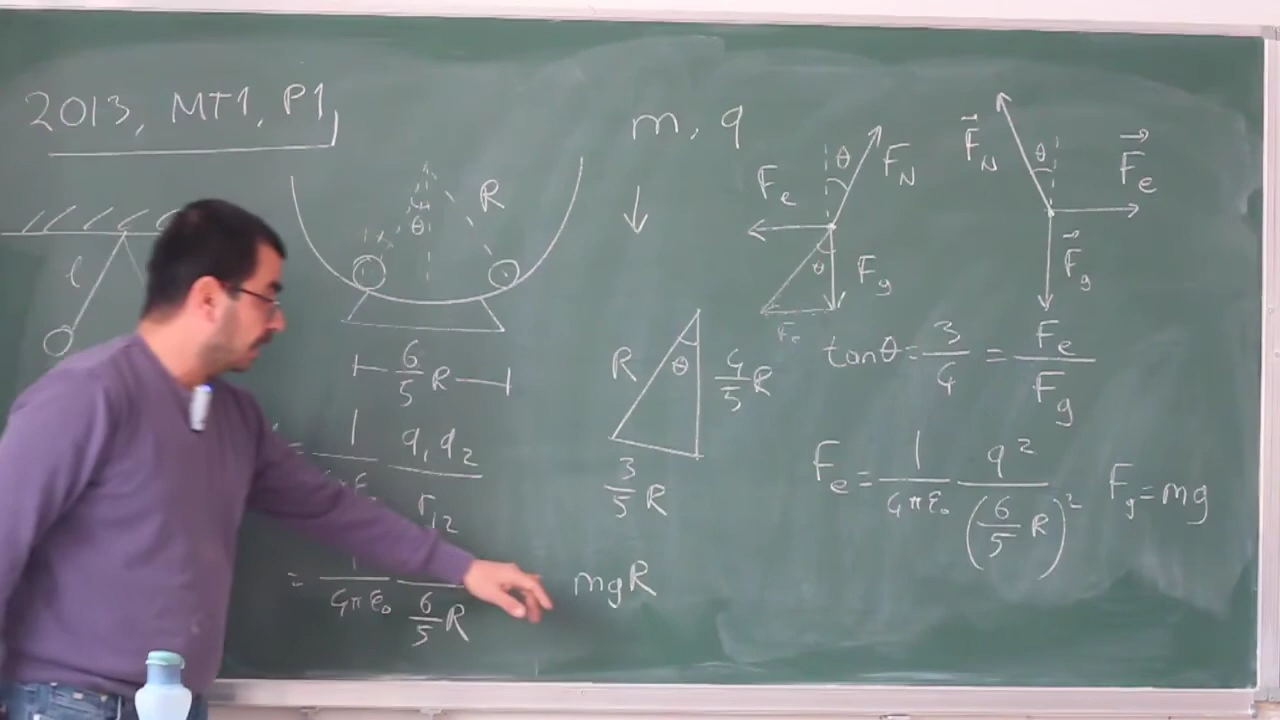 2013, MT1, P1,
m, q
R
θ
l
6/5 R
q1 q2
r12
= 1/4πε0 6/5 R
mgR
R θ 4/5 R
3/5 R
θ FN
Fe
θ Fg
Fe
F⃗N θ F⃗e
F⃗g
tanθ = 3/4 = Fe/Fg
Fe = 1/4πε0 q²/(6/5 R)² Fg = mg